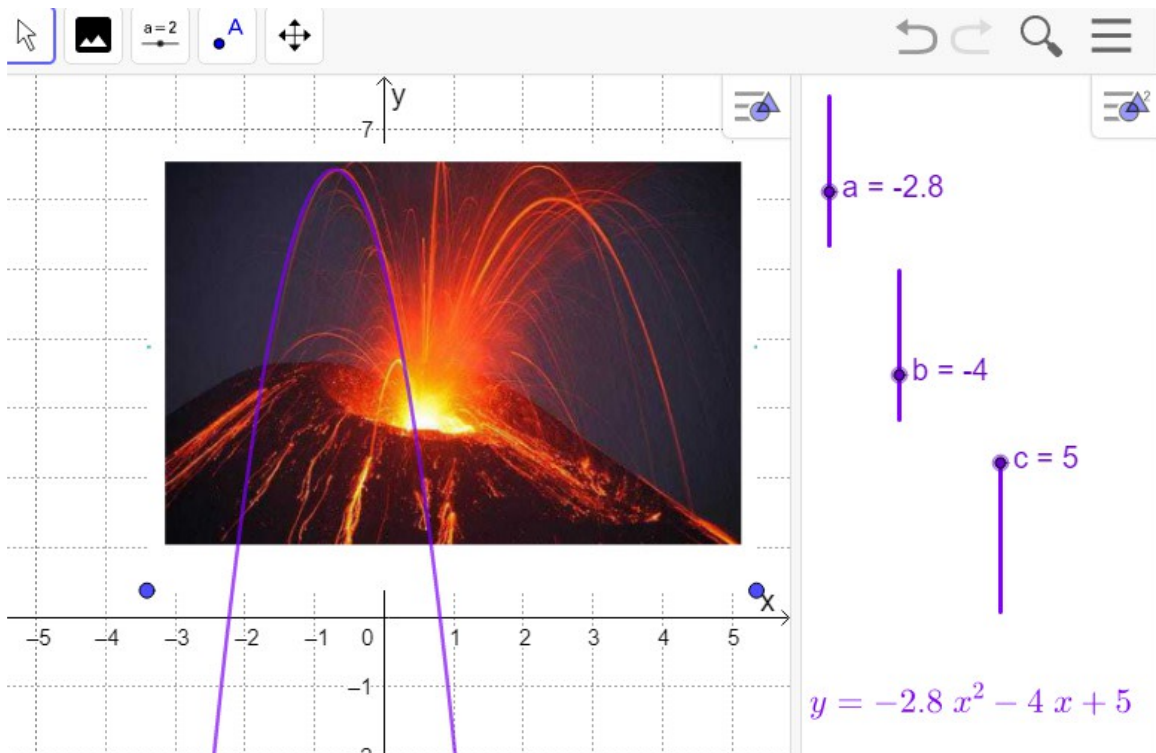 a=2
A
y
7
2
a = -2.8
b = -4
c = 5
x
–5 –4 –3 –2 –1 0 1 2 3 4 5
–1
y = −2.8 x² − 4 x + 5